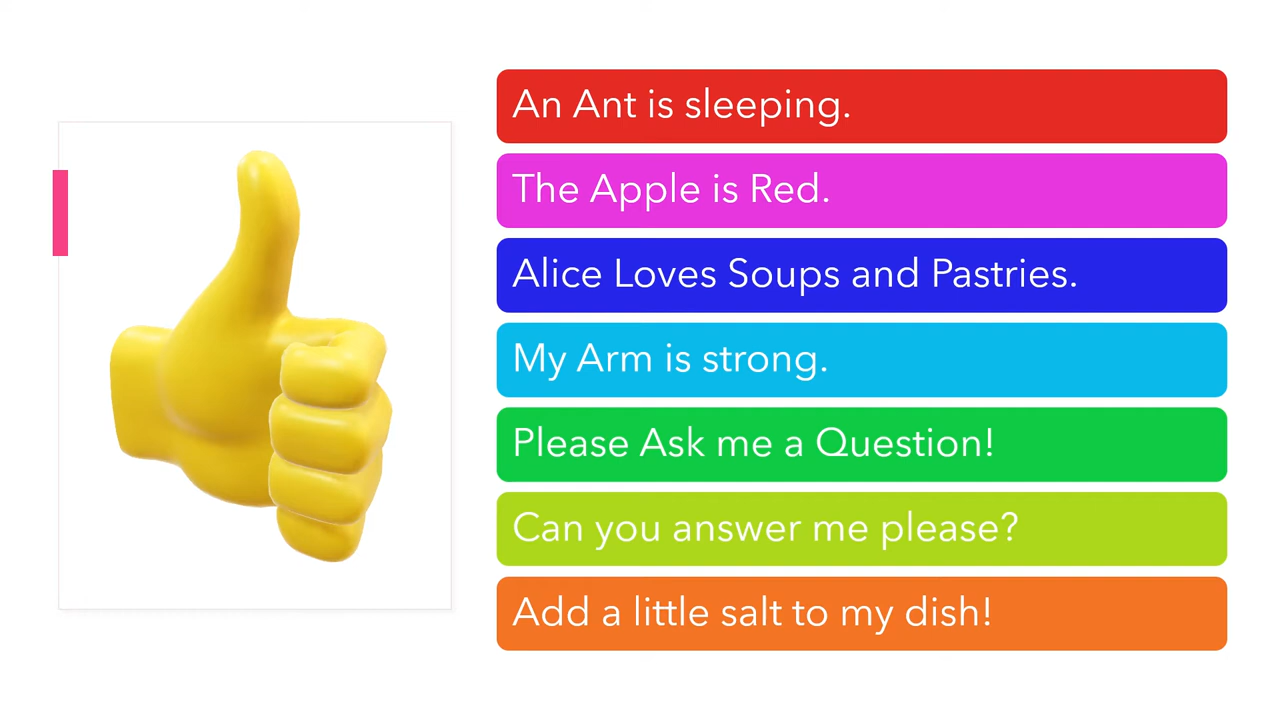 An Ant is sleeping.
The Apple is Red.
Alice Loves Soups and Pastries.
My Arm is strong.
Please Ask me a Question!
Can you answer me please?
Add a little salt to my dish!